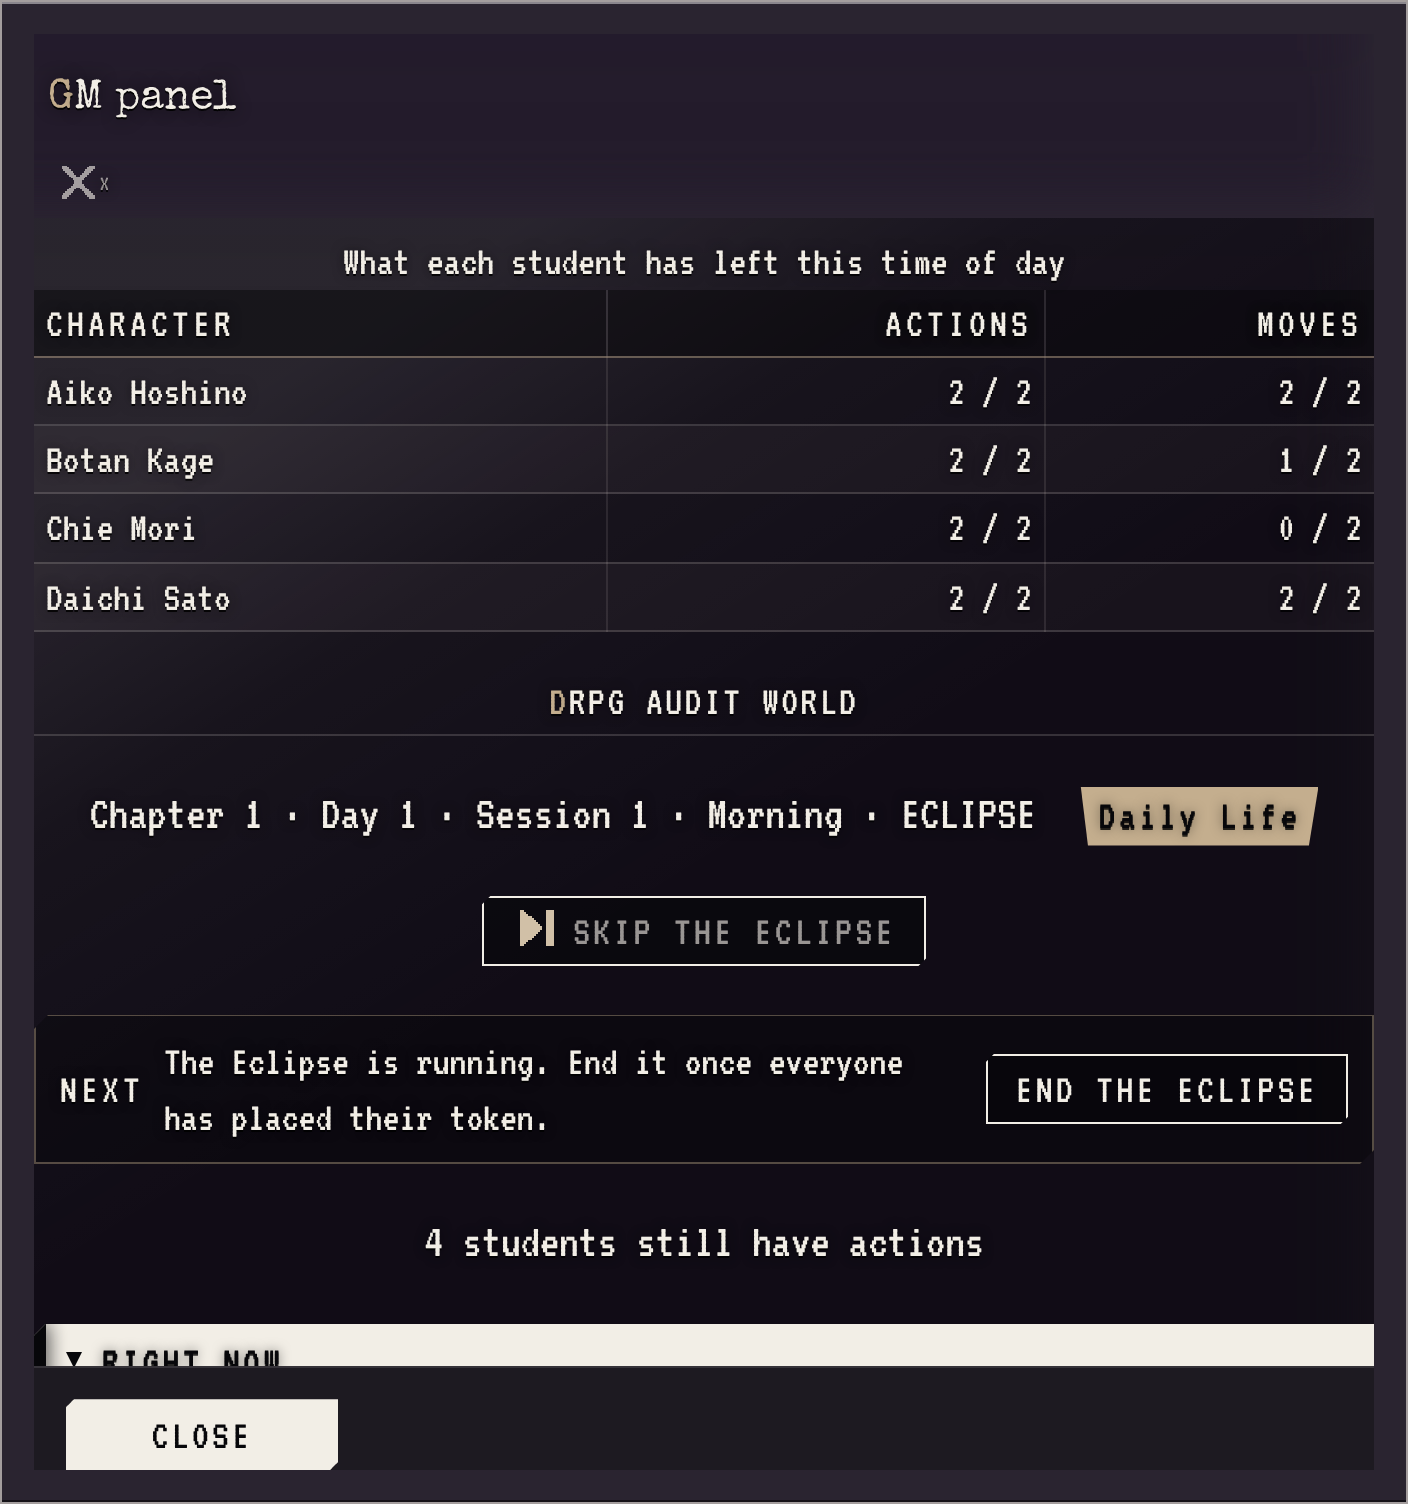 GM panel
X
What each student has left this time of day
CHARACTER ACTIONS MOVES
Aiko Hoshino 2 / 2 2 / 2
Botan Kage 2 / 2 1 / 2
Chie Mori 2 / 2 0 / 2
Daichi Sato 2 / 2 2 / 2
DRPG AUDIT WORLD
Chapter 1 · Day 1 · Session 1 · Morning · ECLIPSE Daily Life
SKIP THE ECLIPSE
NEXT The Eclipse is running. End it once everyone has placed their token. END THE ECLIPSE
4 students still have actions
▼ RIGHT NOW
CLOSE